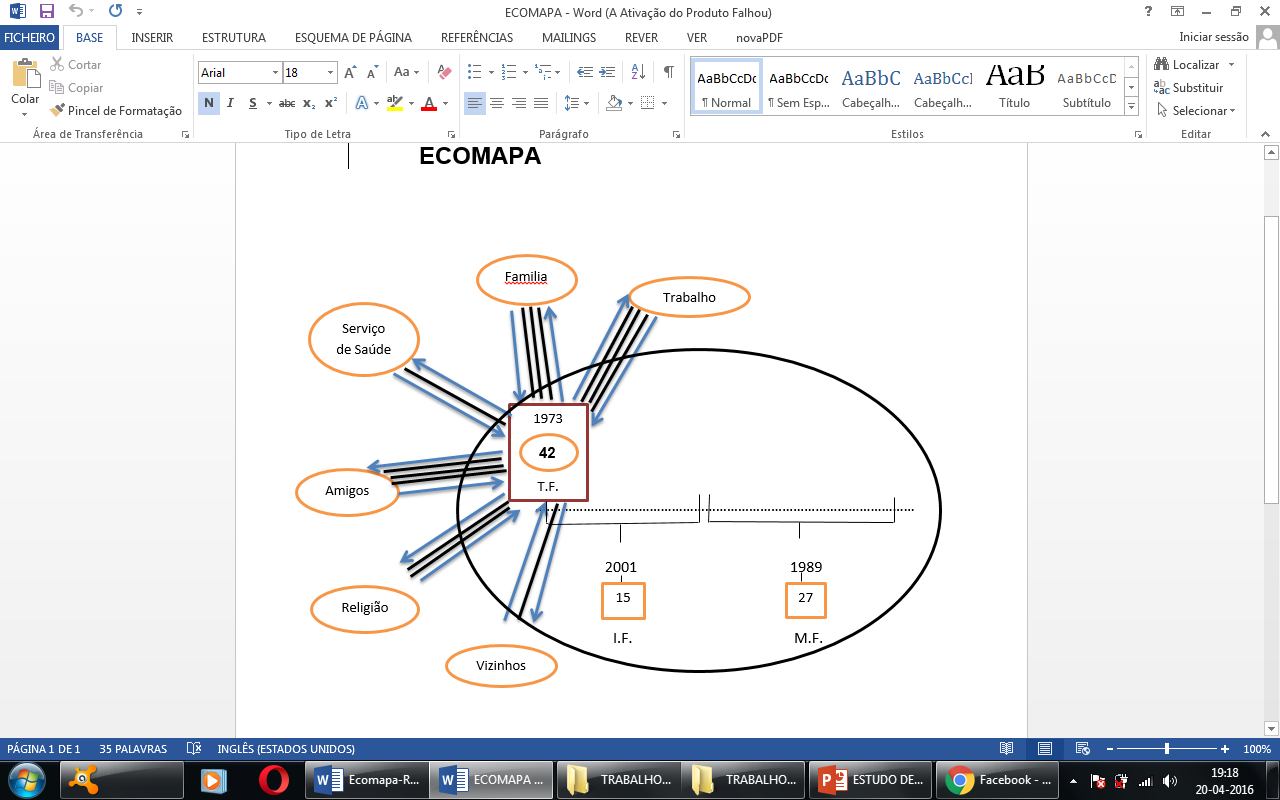 ECOMAPA - Word (A Ativação do Produto Falhou)
FICHEIRO BASE INSERIR ESTRUTURA ESQUEMA DE PÁGINA REFERÊNCIAS MAILINGS REVER VER novaPDF Iniciar sessão
Colar
Cortar
Copiar
Pincel de Formatação
Área de Transferência
Arial 18
N I S abc x₂ x²
Tipo de Letra
Parágrafo
AaBbCcDc AaBbCcDc AaBbC AaBbCcI AaB AaBbCcD
¶ Normal ¶ Sem Esp... Cabeçalh... Cabeçalh... Título Subtítulo
Estilos
Localizar
Substituir
Selecionar
Editar
ECOMAPA
Familia
Trabalho
Serviço
de Saúde
1973
42
T.F.
Amigos
2001
1989
15
27
Religião
I.F.
M.F.
Vizinhos
PÁGINA 1 DE 1 35 PALAVRAS INGLÊS (ESTADOS UNIDOS) 100%
Ecomapa-R... ECOMAPA ... TRABALHO... TRABALHO... ESTUDO DE... Facebook - ...
19:18
20-04-2016